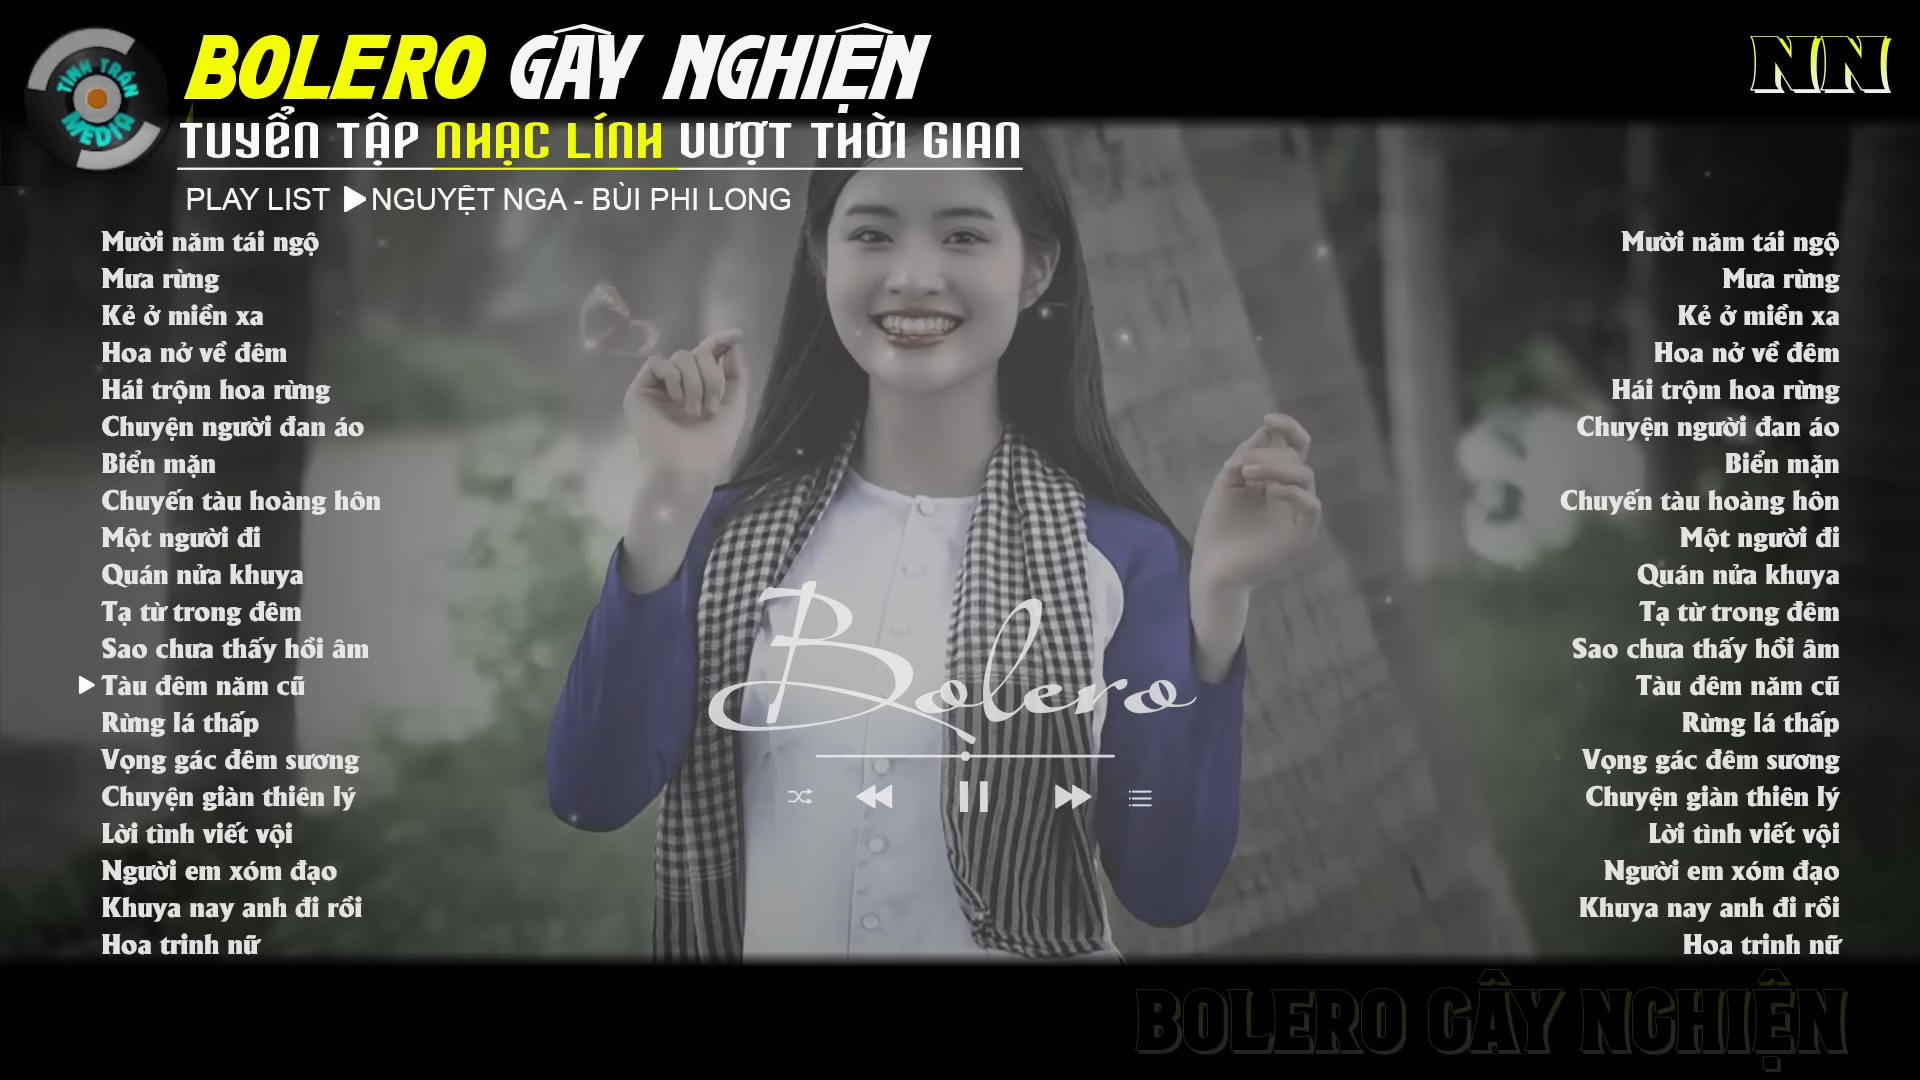 TÌNH TRẦN
MEDIA
BOLERO GÂY NGHIỆN
NN
TUYỂN TẬP NHẠC LÍNH VƯỢT THỜI GIAN
PLAY LIST ▶NGUYỆT NGA - BÙI PHI LONG
Mười năm tái ngộ
Mưa rừng
Kẻ ở miền xa
Hoa nở về đêm
Hái trộm hoa rừng
Chuyện người đan áo
Biển mặn
Chuyến tàu hoàng hôn
Một người đi
Quán nửa khuya
Tạ từ trong đêm
Sao chưa thấy hồi âm
Tàu đêm năm cũ
Rừng lá thấp
Vọng gác đêm sương
Chuyện giàn thiên lý
Lời tình viết vội
Người em xóm đạo
Khuya nay anh đi rồi
Hoa trinh nữ
Bolero
Mười năm tái ngộ
Mưa rừng
Kẻ ở miền xa
Hoa nở về đêm
Hái trộm hoa rừng
Chuyện người đan áo
Biển mặn
Chuyến tàu hoàng hôn
Một người đi
Quán nửa khuya
Tạ từ trong đêm
Sao chưa thấy hồi âm
Tàu đêm năm cũ
Rừng lá thấp
Vọng gác đêm sương
Chuyện giàn thiên lý
Lời tình viết vội
Người em xóm đạo
Khuya nay anh đi rồi
Hoa trinh nữ
BOLERO GÂY NGHIỆN